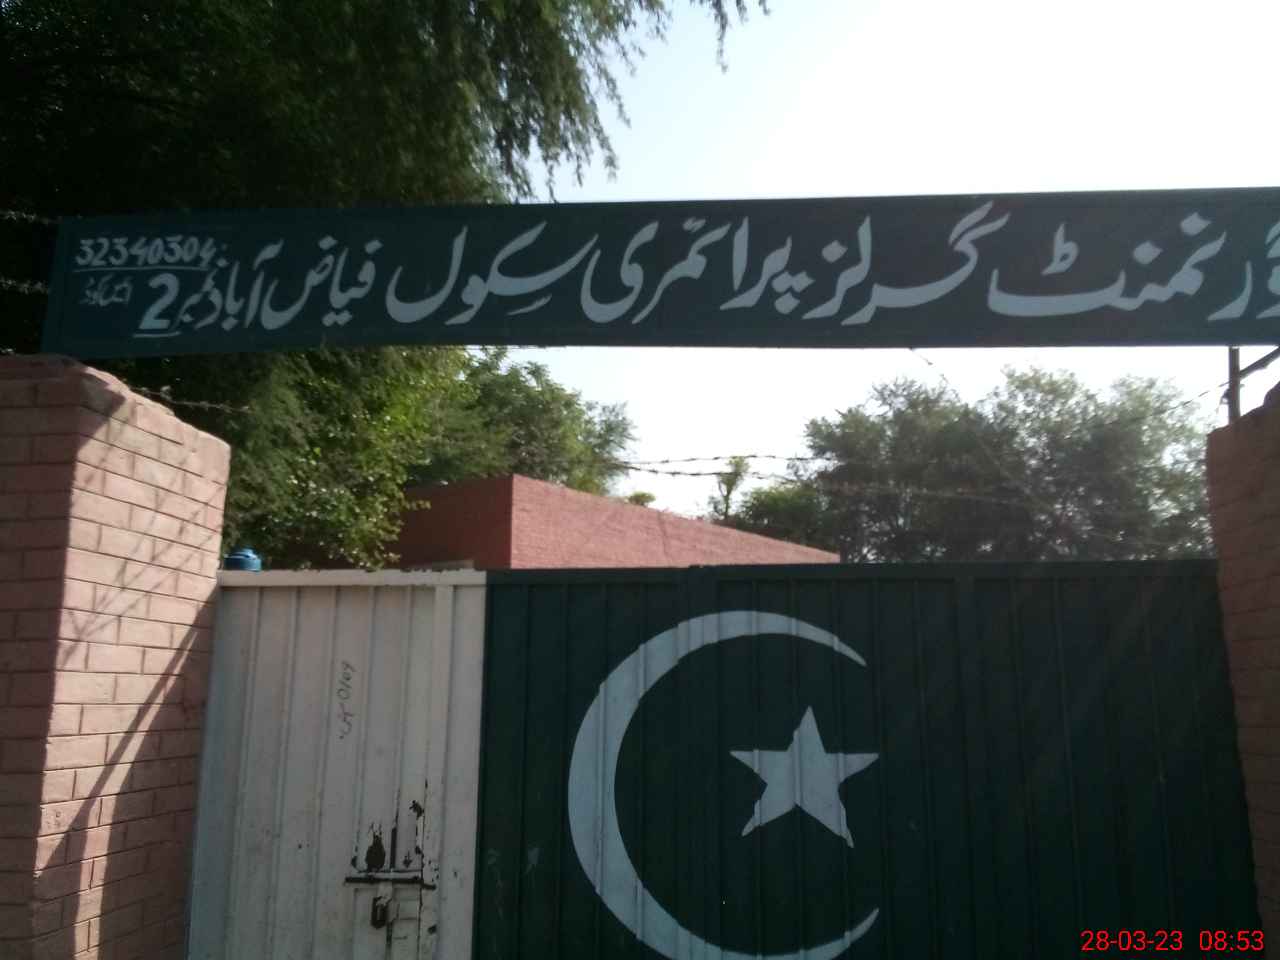 گورنمنٹ گرلز پرائمری سکول فیاض آباد نمبر 2
32340304
28-03-23 08:53